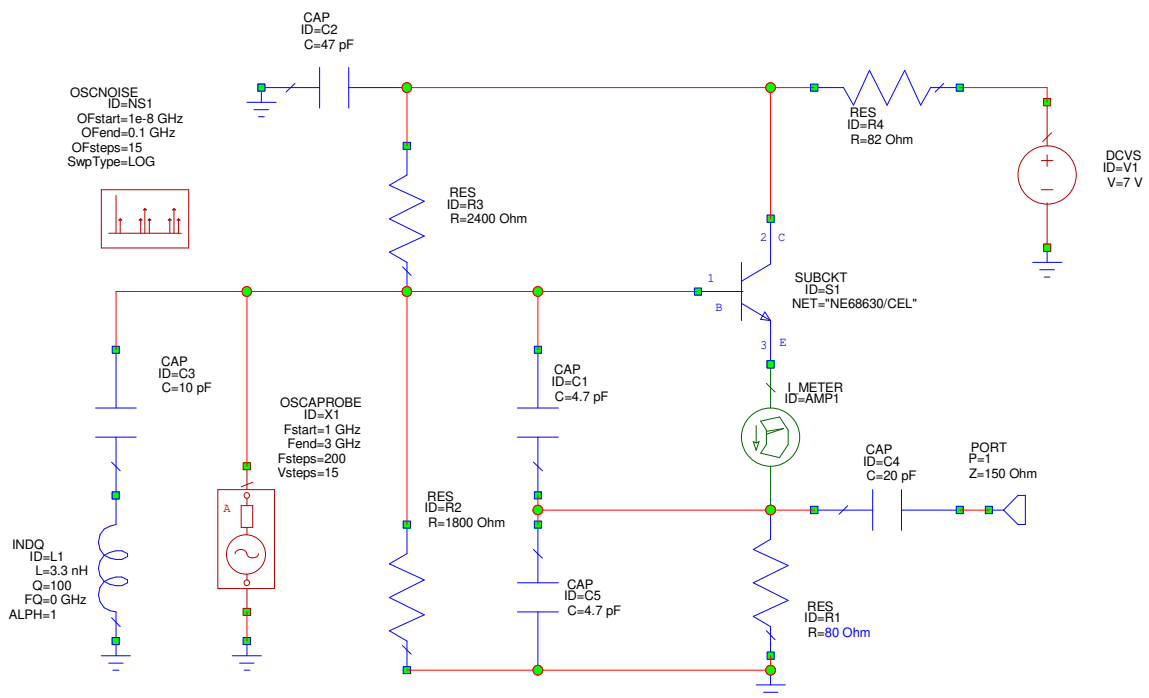 CAP
ID=C2
C=47 pF
OSCNOISE
ID=NS1
OFstart=1e-8 GHz
OFend=0.1 GHz
OFsteps=15
SwpType=LOG
RES
ID=R4
R=82 Ohm
DCVS
ID=V1
V=7 V
RES
ID=R3
R=2400 Ohm
2 C
1
B
3 E
SUBCKT
ID=S1
NET="NE68630/CEL"
CAP
ID=C3
C=10 pF
OSCAPROBE
ID=X1
Fstart=1 GHz
Fend=3 GHz
Fsteps=200
Vsteps=15
A
CAP
ID=C1
C=4.7 pF
I_METER
ID=AMP1
CAP
ID=C4
C=20 pF
PORT
P=1
Z=150 Ohm
RES
ID=R2
R=1800 Ohm
INDQ
ID=L1
L=3.3 nH
Q=100
FQ=0 GHz
ALPH=1
CAP
ID=C5
C=4.7 pF
RES
ID=R1
R=80 Ohm